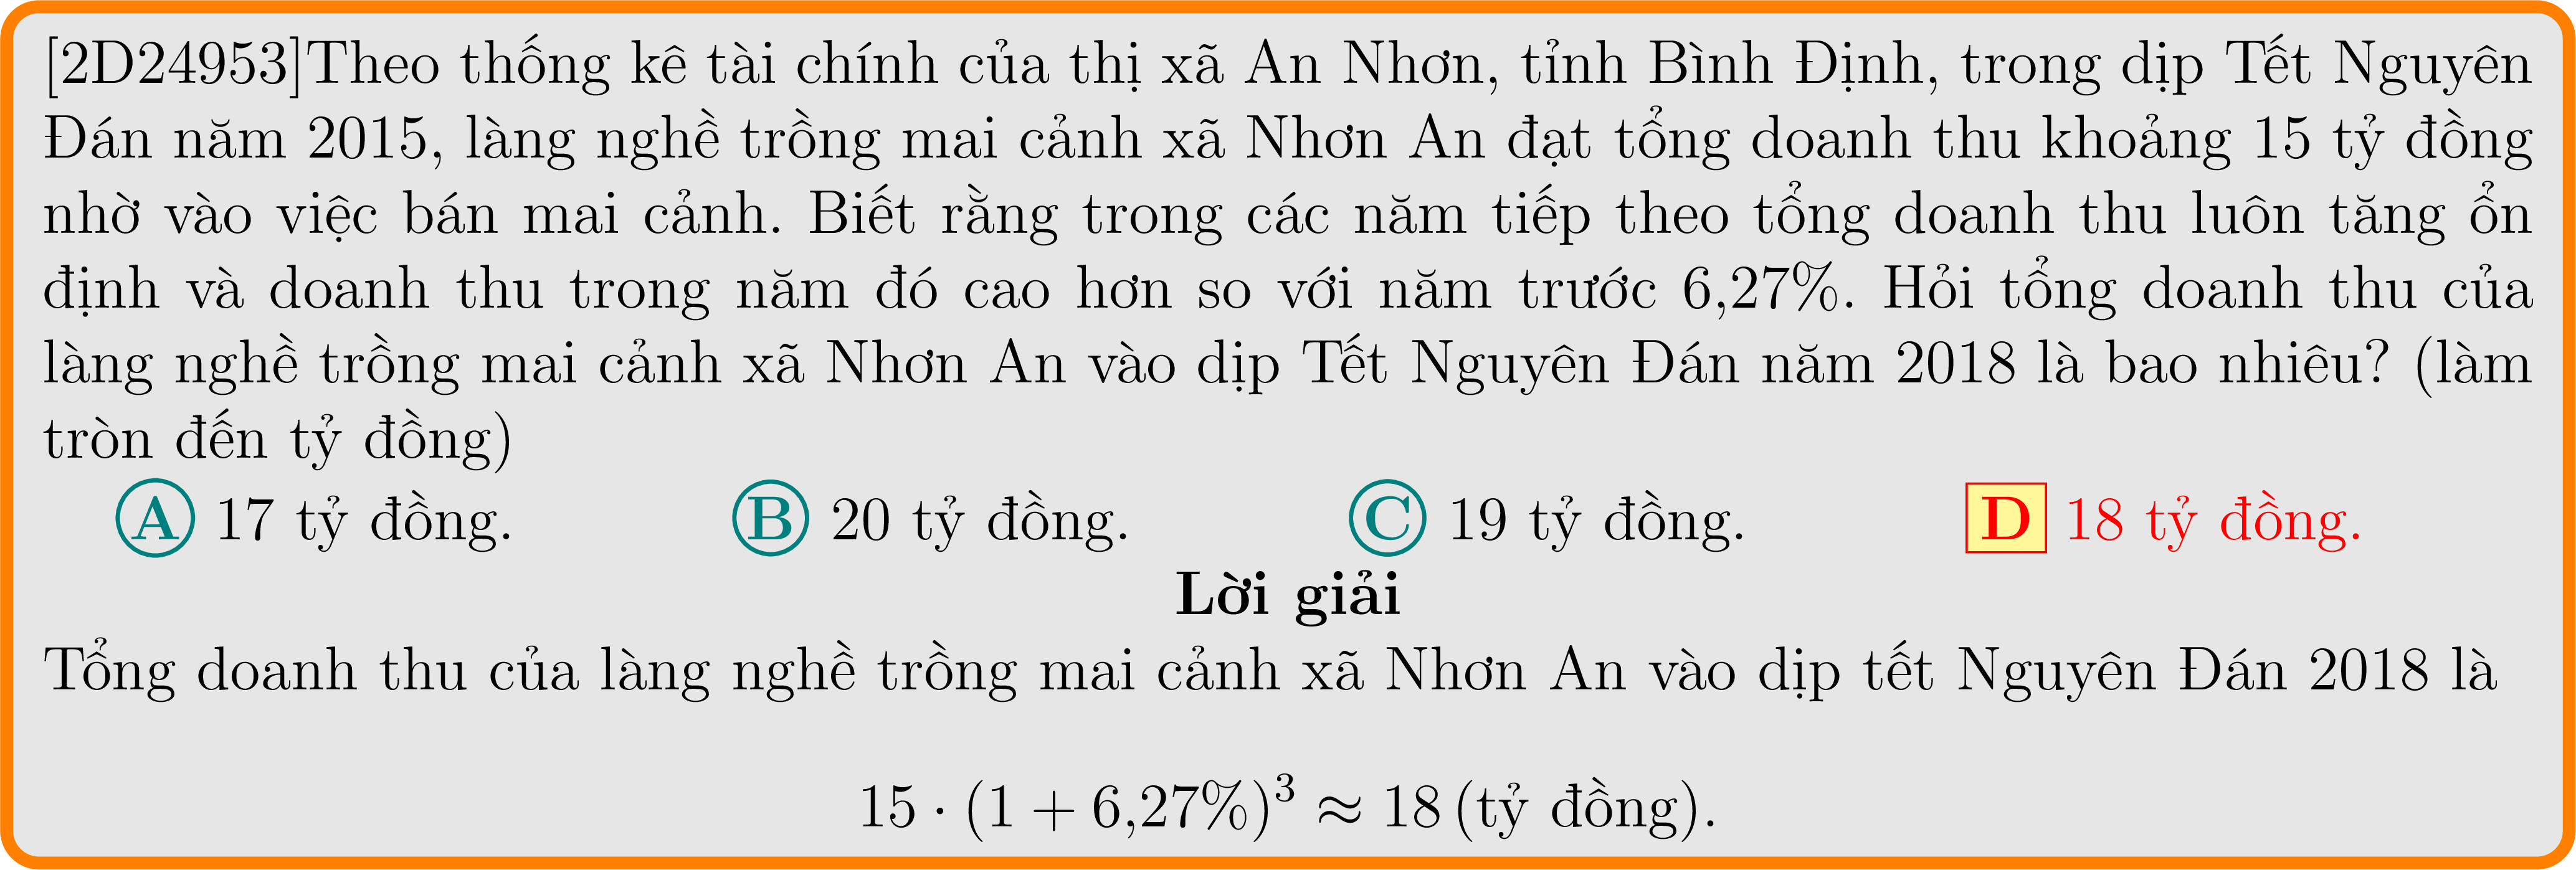 [2D24953]Theo thống kê tài chính của thị xã An Nhơn, tỉnh Bình Định, trong dịp Tết Nguyên
Đán năm 2015, làng nghề trồng mai cảnh xã Nhơn An đạt tổng doanh thu khoảng 15 tỷ đồng
nhờ vào việc bán mai cảnh. Biết rằng trong các năm tiếp theo tổng doanh thu luôn tăng ổn
định và doanh thu trong năm đó cao hơn so với năm trước 6,27%. Hỏi tổng doanh thu của
làng nghề trồng mai cảnh xã Nhơn An vào dịp Tết Nguyên Đán năm 2018 là bao nhiêu? (làm
tròn đến tỷ đồng)
A 17 tỷ đồng. B 20 tỷ đồng. C 19 tỷ đồng. D 18 tỷ đồng.
Lời giải
Tổng doanh thu của làng nghề trồng mai cảnh xã Nhơn An vào dịp tết Nguyên Đán 2018 là
15 · (1 + 6,27%)³ ≈ 18 (tỷ đồng).